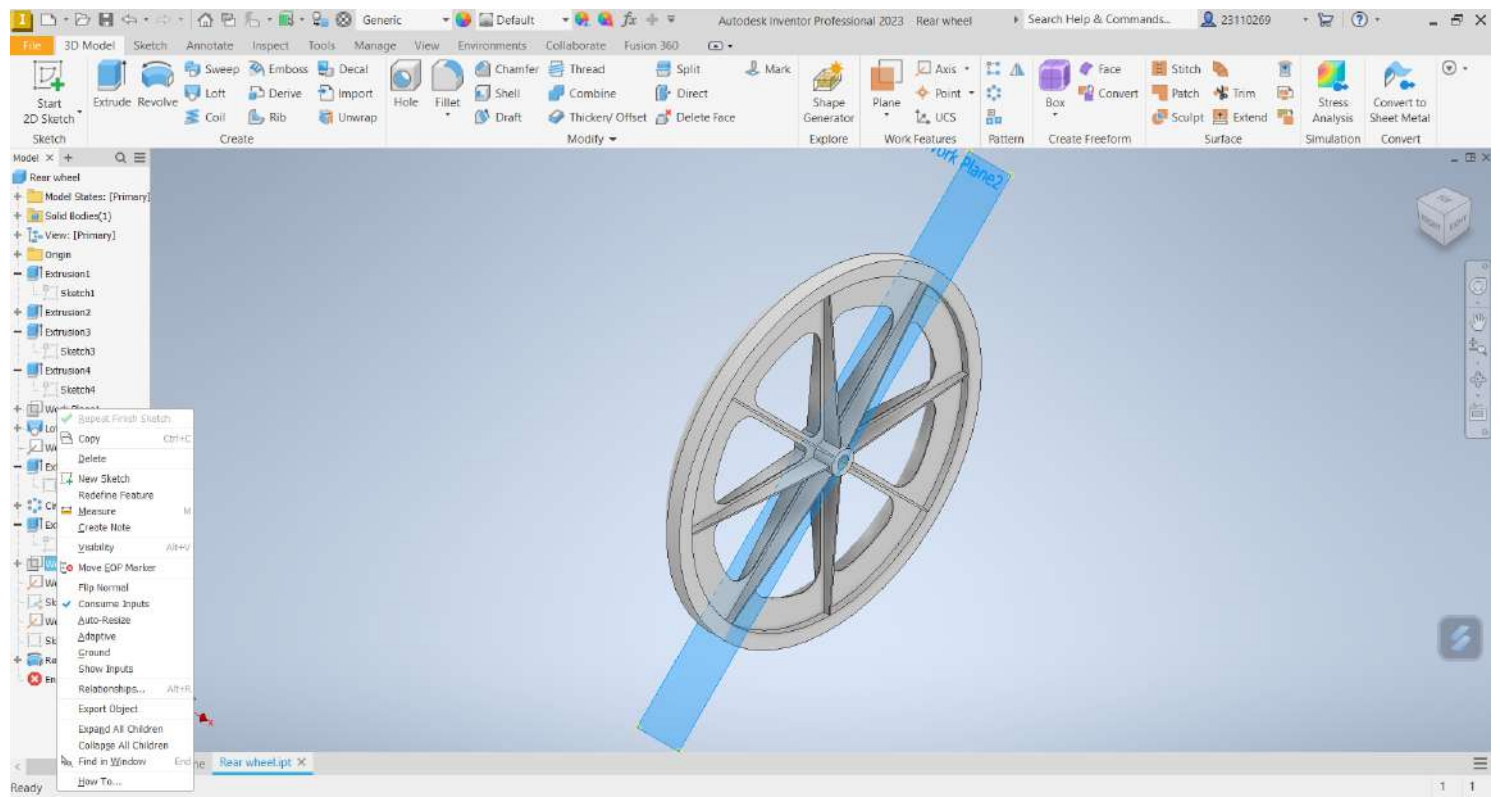 Generic
Default
Autodesk Inventor Professional 2023 Rear wheel
Search Help & Commands...
23110269
File 3D Model Sketch Annotate Inspect Tools Manage View Environments Collaborate Fusion 360
Start
2D Sketch
Extrude
Revolve
Sweep
Loft
Coil
Emboss
Derive
Rib
Decal
Import
Unwrap
Hole
Fillet
Chamfer
Shell
Draft
Thread
Combine
Thicken/ Offset
Split
Direct
Delete Face
Mark
Shape
Generator
Plane
Axis
Point
UCS
Box
Face
Convert
Stitch
Patch
Sculpt
Trim
Extend
Stress
Analysis
Convert to
Sheet Metal
Sketch Create Modify Explore Work Features Pattern Create Freeform Surface Simulation Convert
Model
Rear wheel
Model States: [Primary]
Solid Bodies(1)
View: [Primary]
Origin
Extrusion1
Sketch1
Extrusion2
Extrusion3
Sketch3
Extrusion4
Sketch4
Repeat Finish Sketch
Copy Ctrl+C
Delete
New Sketch
Redefine Feature
Measure M
Create Note
Visibility Alt+V
Move EOP Marker
Flip Normal
Consume Inputs
Auto-Resize
Adaptive
Ground
Show Inputs
Relationships... Alt+R
Export Object
Expand All Children
Collapse All Children
Find in Window End
How To...
Work Plane2
x
Rear wheel.ipt
Ready
1 1